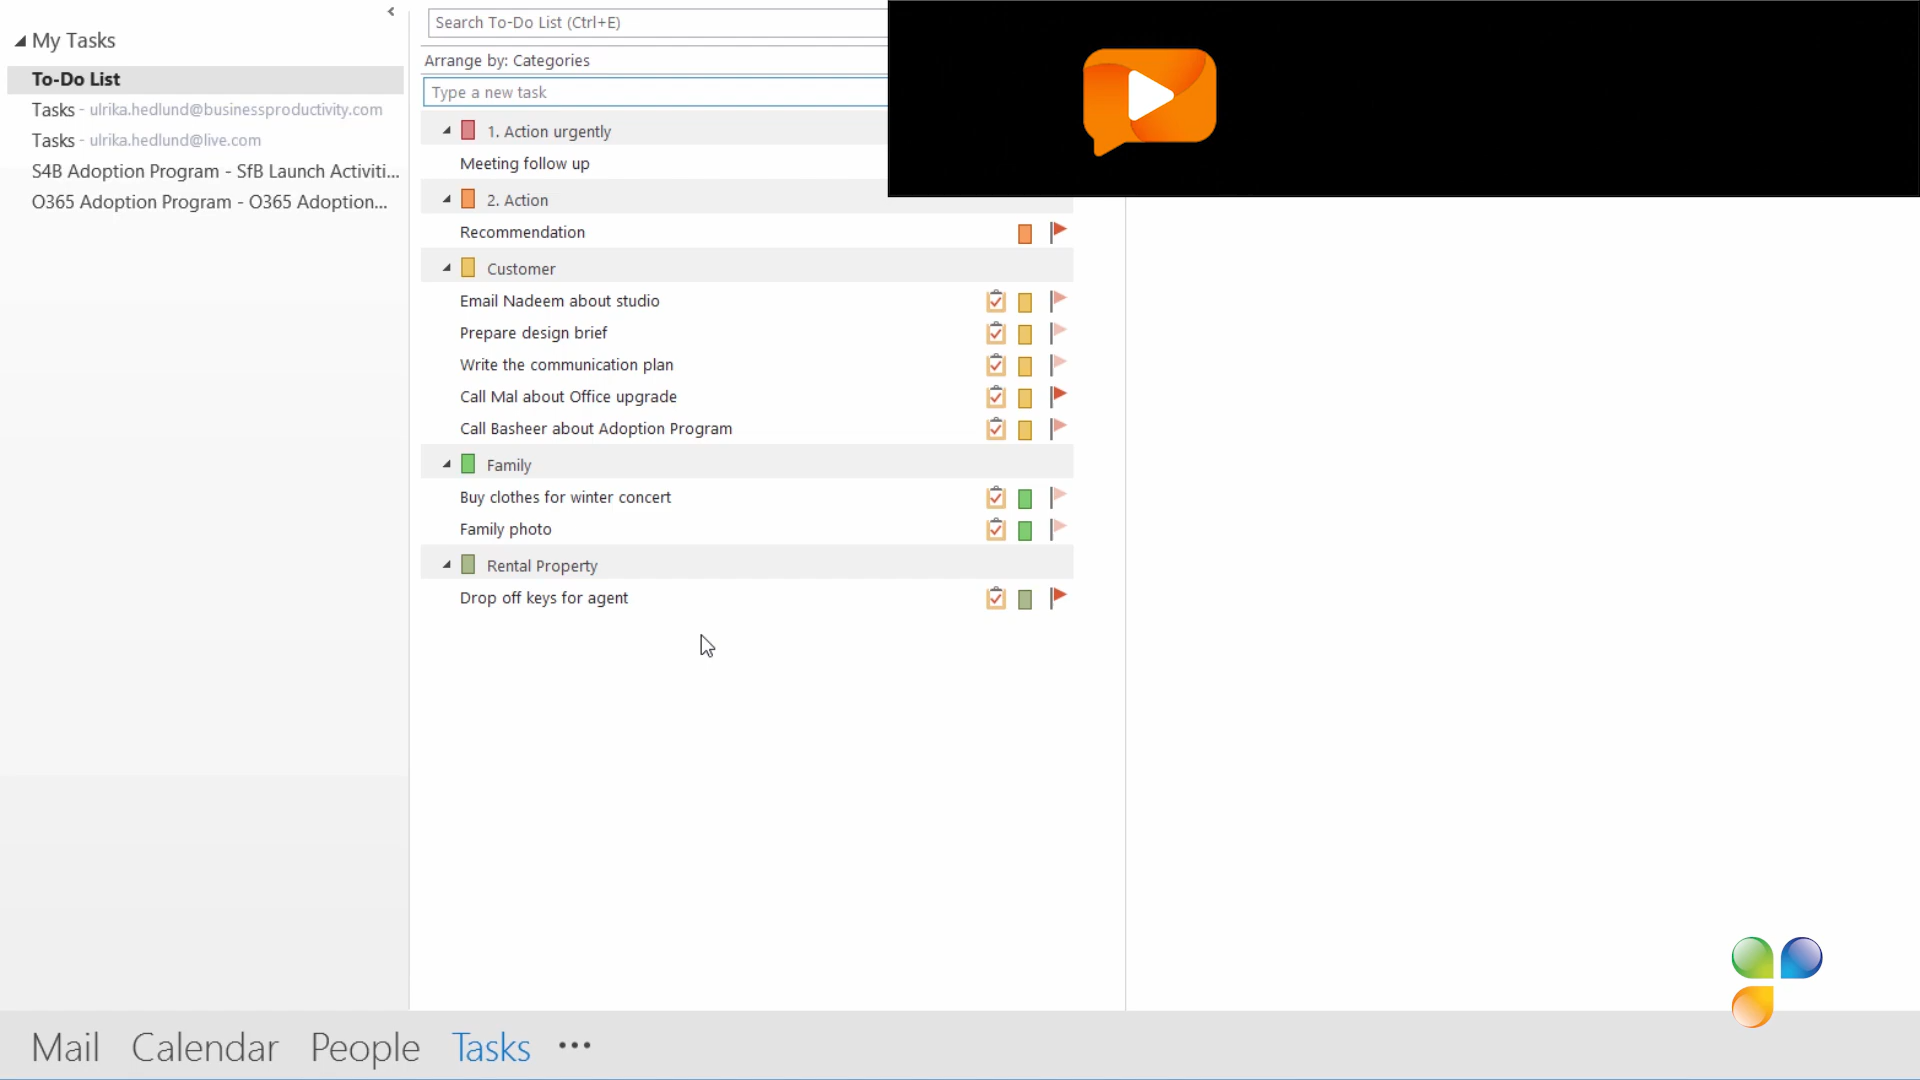 My Tasks
To-Do List
Tasks - ulrika.hedlund@businessproductivity.com
Tasks - ulrika.hedlund@live.com
S4B Adoption Program - SfB Launch Activiti...
O365 Adoption Program - O365 Adoption...
Search To-Do List (Ctrl+E)
Arrange by: Categories
Type a new task
1. Action urgently
Meeting follow up
2. Action
Recommendation
Customer
Email Nadeem about studio
Prepare design brief
Write the communication plan
Call Mal about Office upgrade
Call Basheer about Adoption Program
Family
Buy clothes for winter concert
Family photo
Rental Property
Drop off keys for agent
Mail Calendar People Tasks ...